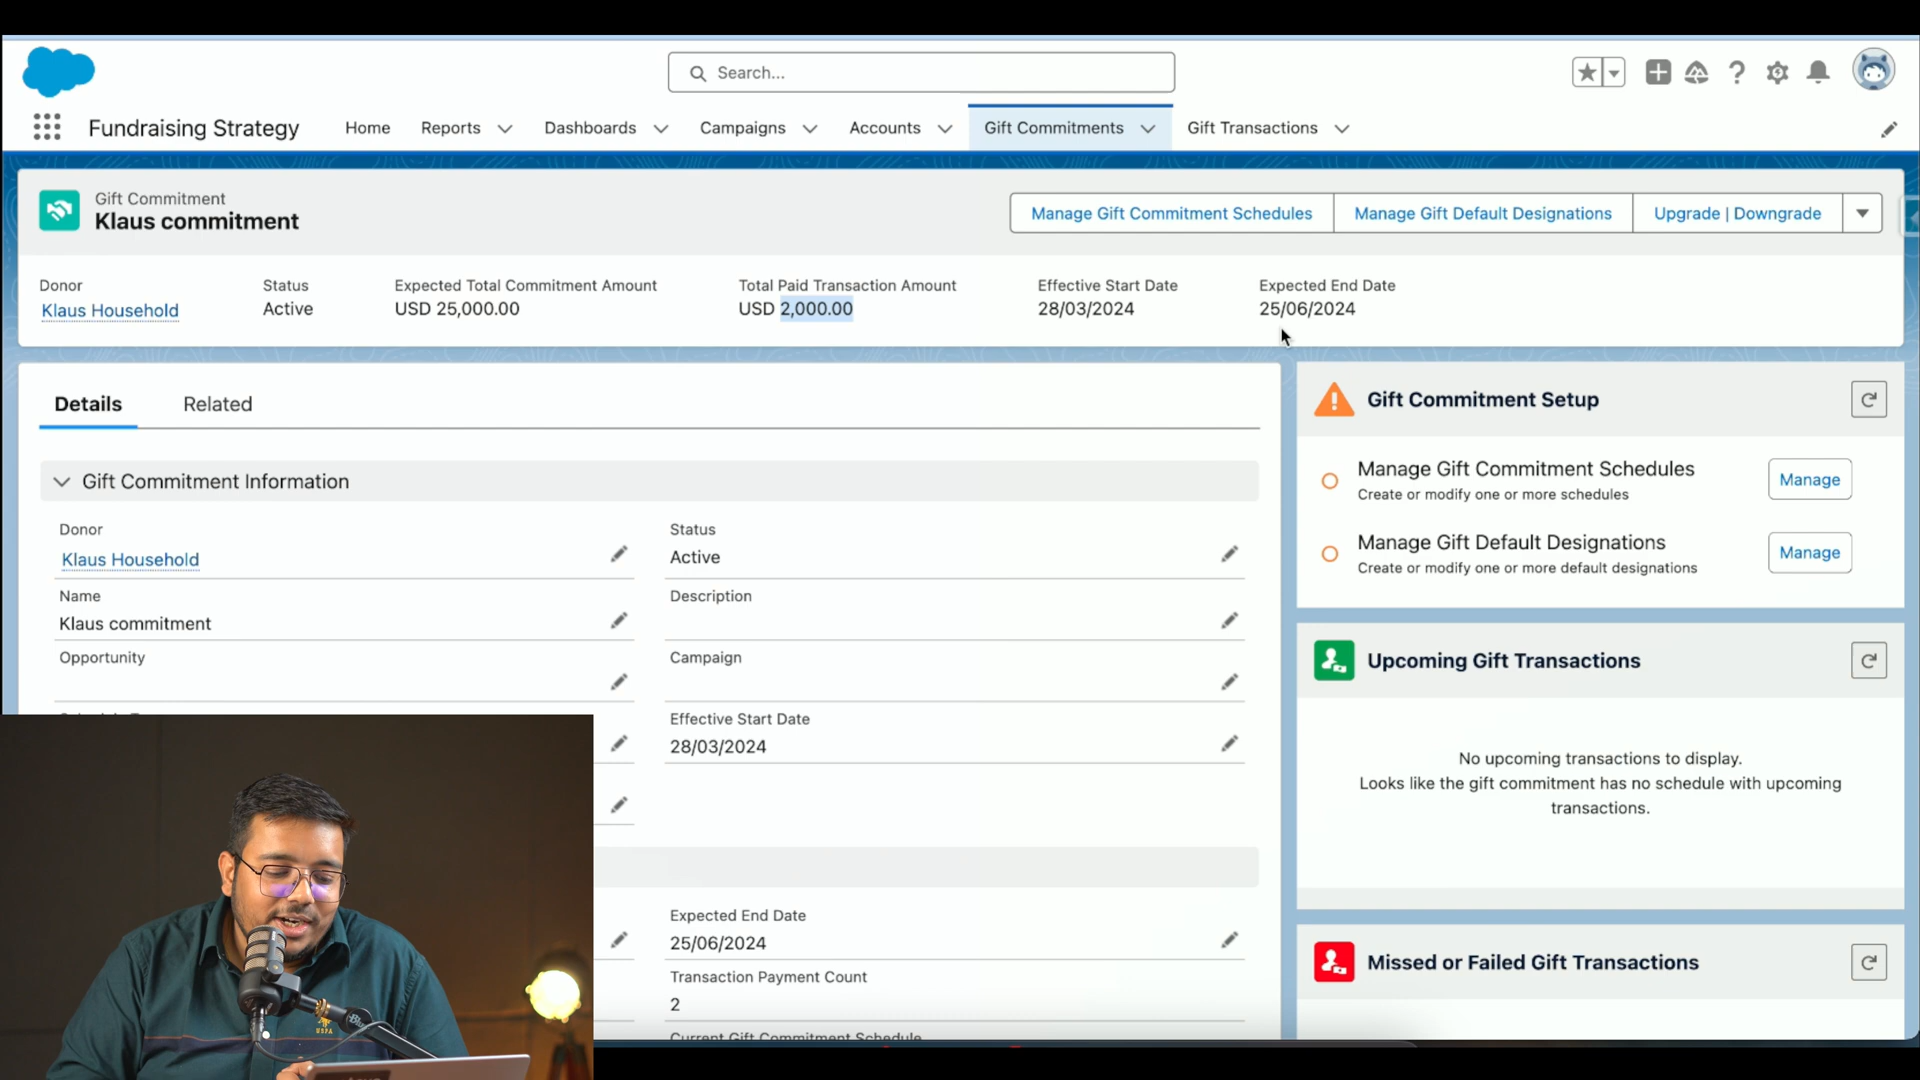 Search...
Fundraising Strategy
Home
Reports
Dashboards
Campaigns
Accounts
Gift Commitments
Gift Transactions
Gift Commitment
Klaus commitment
Manage Gift Commitment Schedules
Manage Gift Default Designations
Upgrade | Downgrade
Donor
Klaus Household
Status
Active
Expected Total Commitment Amount
USD 25,000.00
Total Paid Transaction Amount
USD 2,000.00
Effective Start Date
28/03/2024
Expected End Date
25/06/2024
Details
Related
Gift Commitment Information
Donor
Klaus Household
Status
Active
Name
Klaus commitment
Description
Opportunity
Campaign
Effective Start Date
28/03/2024
Expected End Date
25/06/2024
Transaction Payment Count
2
Current Gift Commitment Schedule
Gift Commitment Setup
Manage Gift Commitment Schedules
Create or modify one or more schedules
Manage
Manage Gift Default Designations
Create or modify one or more default designations
Manage
Upcoming Gift Transactions
No upcoming transactions to display.
Looks like the gift commitment has no schedule with upcoming
transactions.
Missed or Failed Gift Transactions